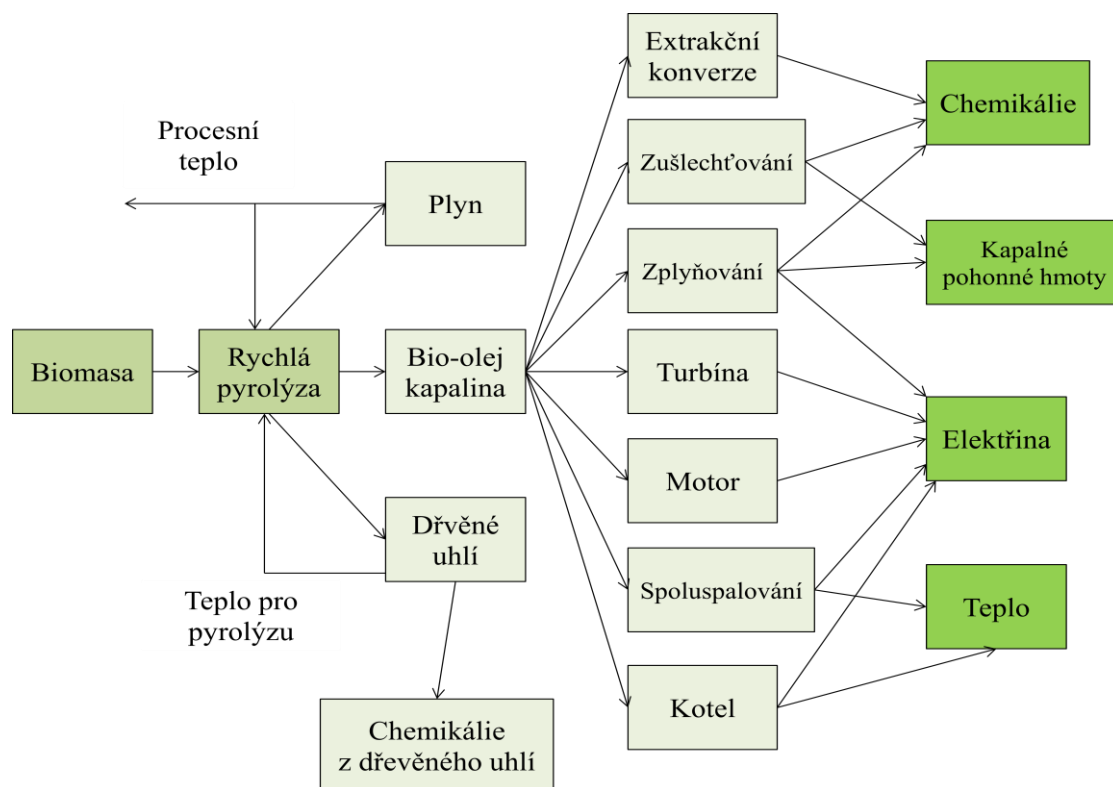 Extrakční
konverze
Chemikálie
Procesní
teplo
Zušlechťování
Plyn
Zplyňování
Kapalné
pohonné hmoty
Biomasa
Rychlá
pyrolýza
Bio-olej
kapalina
Turbína
Elektřina
Motor
Dřvěné
uhlí
Spoluspalování
Teplo
Teplo pro
pyrolýzu
Kotel
Chemikálie
z dřevěného uhlí